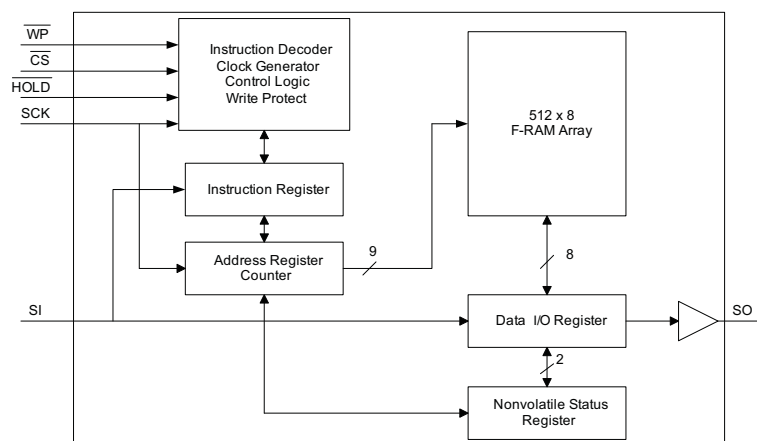 WP
CS
HOLD
SCK
Instruction Decoder
Clock Generator
Control Logic
Write Protect
512 x 8
F-RAM Array
Instruction Register
Address Register
Counter
9
8
SI
Data I/O Register
SO
2
Nonvolatile Status
Register